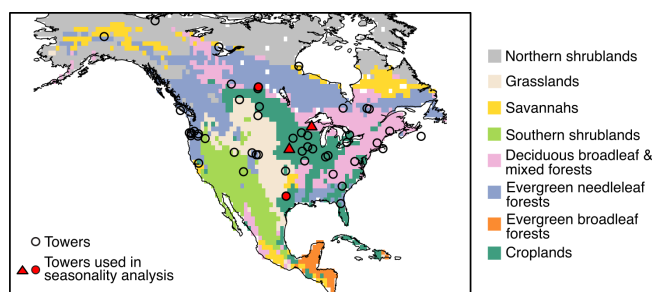 Northern shrublands
Grasslands
Savannahs
Southern shrublands
Deciduous broadleaf &
mixed forests
Evergreen needleleaf
forests
Evergreen broadleaf
forests
Croplands
Towers
Towers used in
seasonality analysis